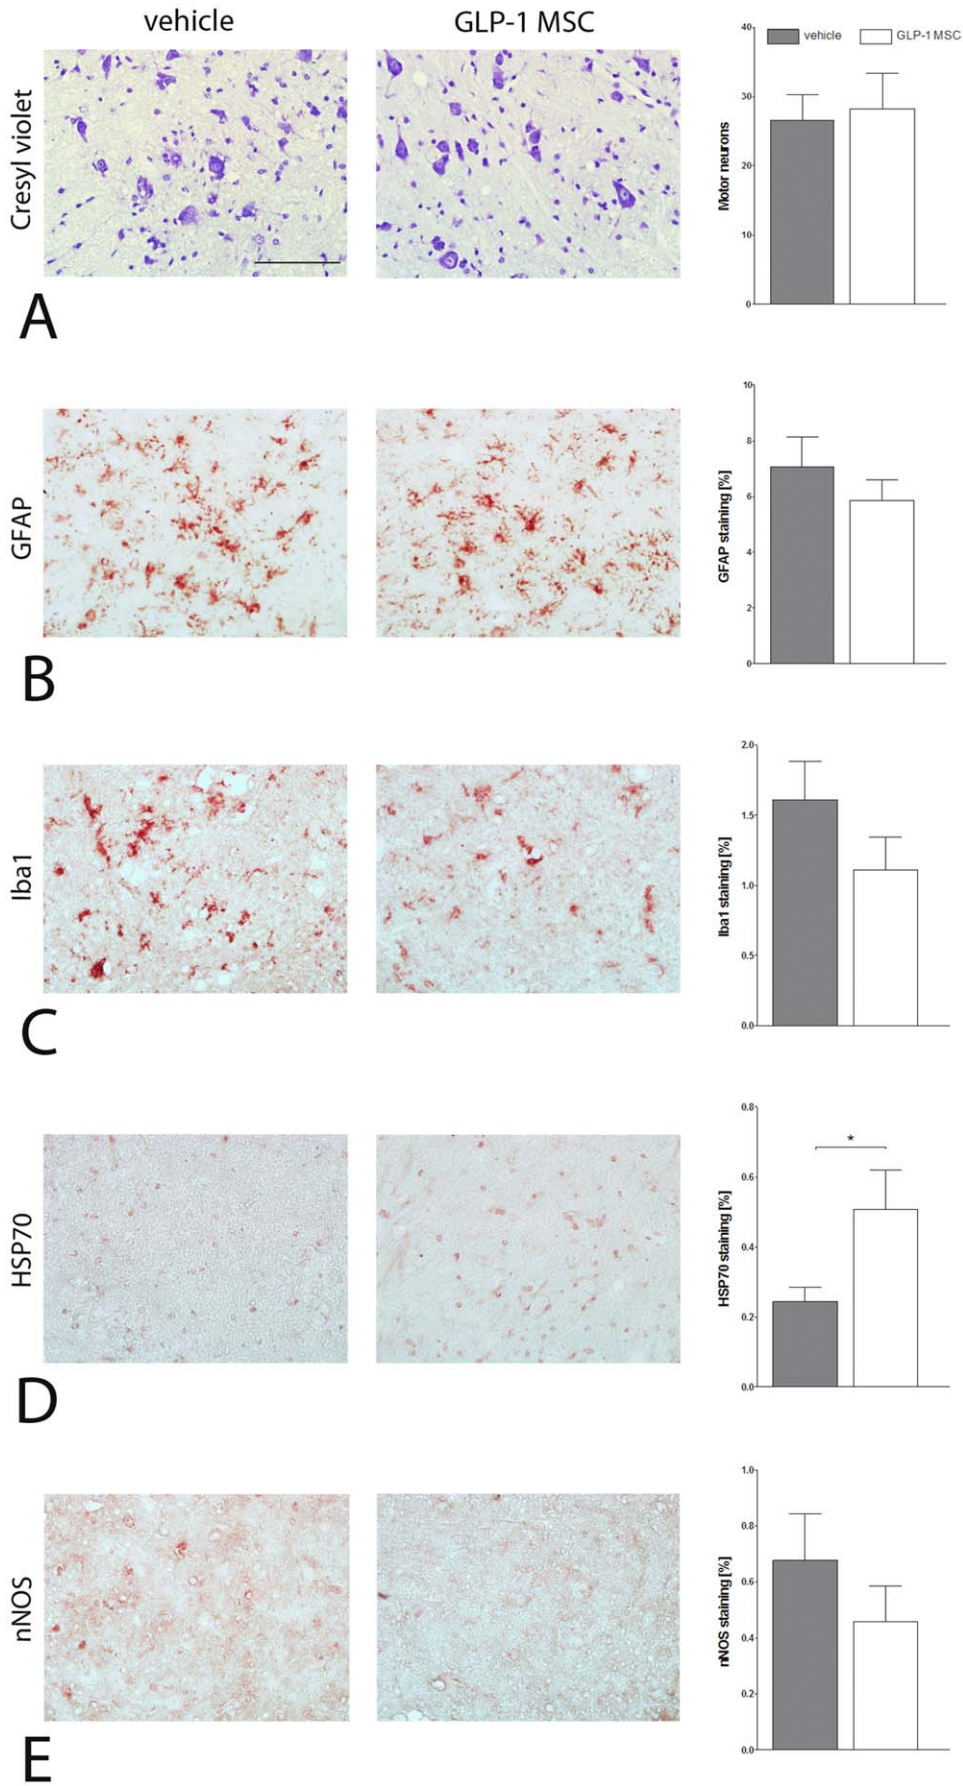 vehicle GLP-1 MSC
Cresyl violet
40
30
20
10
0
Motor neurons
vehicle GLP-1 MSC
A
GFAP
10
8
6
4
2
0
GFAP staining [%]
B
Iba1
2.0
1.5
1.0
0.5
0.0
Iba1 staining [%]
C
HSP70
0.8
0.6
0.4
0.2
0.0
HSP70 staining [%]
*
D
nNOS
1.0
0.8
0.6
0.4
0.2
0.0
nNOS staining [%]
E